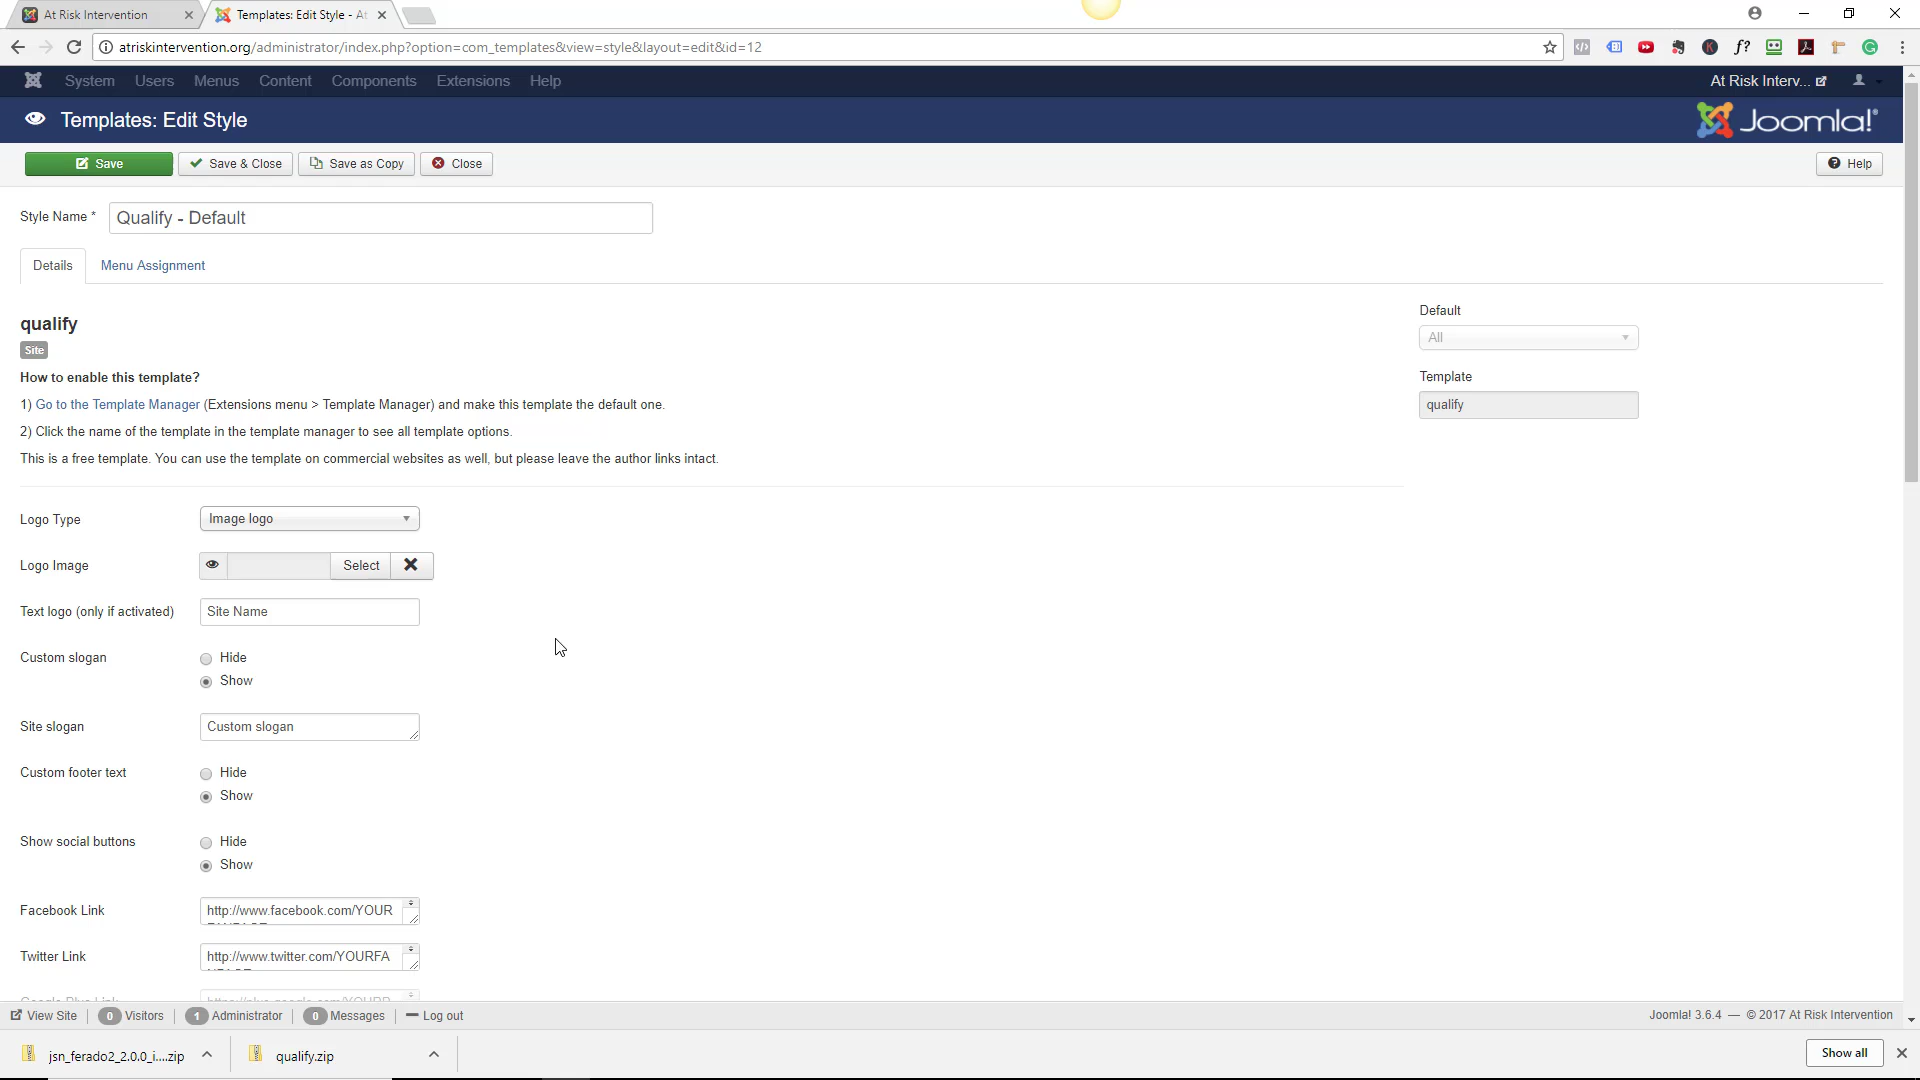 At Risk Intervention
Templates: Edit Style - At
atriskintervention.org/administrator/index.php?option=com_templates&view=style&layout=edit&id=12
System Users Menus Content Components Extensions Help
At Risk Interv...
Templates: Edit Style
Joomla!
Save
Save & Close
Save as Copy
Close
Help
Style Name *
Qualify - Default
Details
Menu Assignment
qualify
Site
How to enable this template?
1) Go to the Template Manager (Extensions menu > Template Manager) and make this template the default one.
2) Click the name of the template in the template manager to see all template options.
This is a free template. You can use the template on commercial websites as well, but please leave the author links intact.
Default
All
Template
qualify
Logo Type
Image logo
Logo Image
Select
Text logo (only if activated)
Site Name
Custom slogan
Hide
Show
Site slogan
Custom slogan
Custom footer text
Hide
Show
Show social buttons
Hide
Show
Facebook Link
http://www.facebook.com/YOUR
Twitter Link
http://www.twitter.com/YOURFA
View Site
0 Visitors
1 Administrator
0 Messages
Log out
Joomla! 3.6.4 — © 2017 At Risk Intervention
jsn_ferado2_2.0.0_i....zip
qualify.zip
Show all